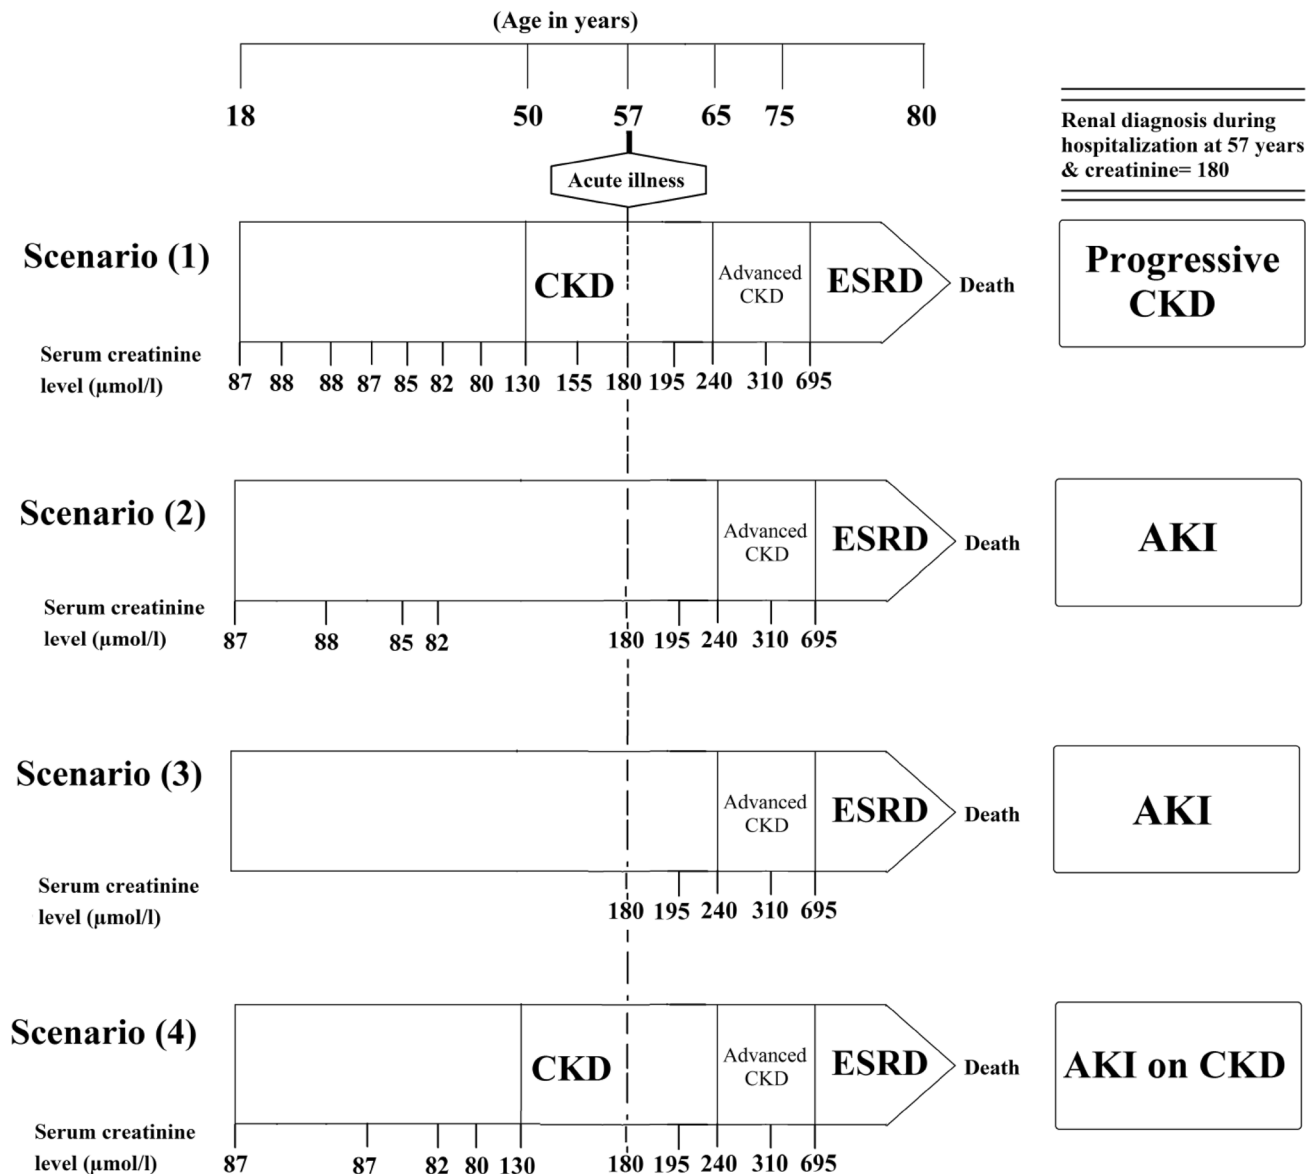 (Age in years)
18 50 57 65 75 80
Renal diagnosis during
hospitalization at 57 years
& creatinine= 180
Acute illness
Scenario (1)
CKD
Advanced
CKD
ESRD
Death
Progressive
CKD
Serum creatinine
level (µmol/l)
87 88 88 87 85 82 80 130 155 180 195 240 310 695
Scenario (2)
Advanced
CKD
ESRD
Death
AKI
Serum creatinine
level (µmol/l)
87 88 85 82 180 195 240 310 695
Scenario (3)
Advanced
CKD
ESRD
Death
AKI
Serum creatinine
level (µmol/l)
180 195 240 310 695
Scenario (4)
CKD
Advanced
CKD
ESRD
Death
AKI on CKD
Serum creatinine
level (µmol/l)
87 87 82 80 130 180 195 240 310 695